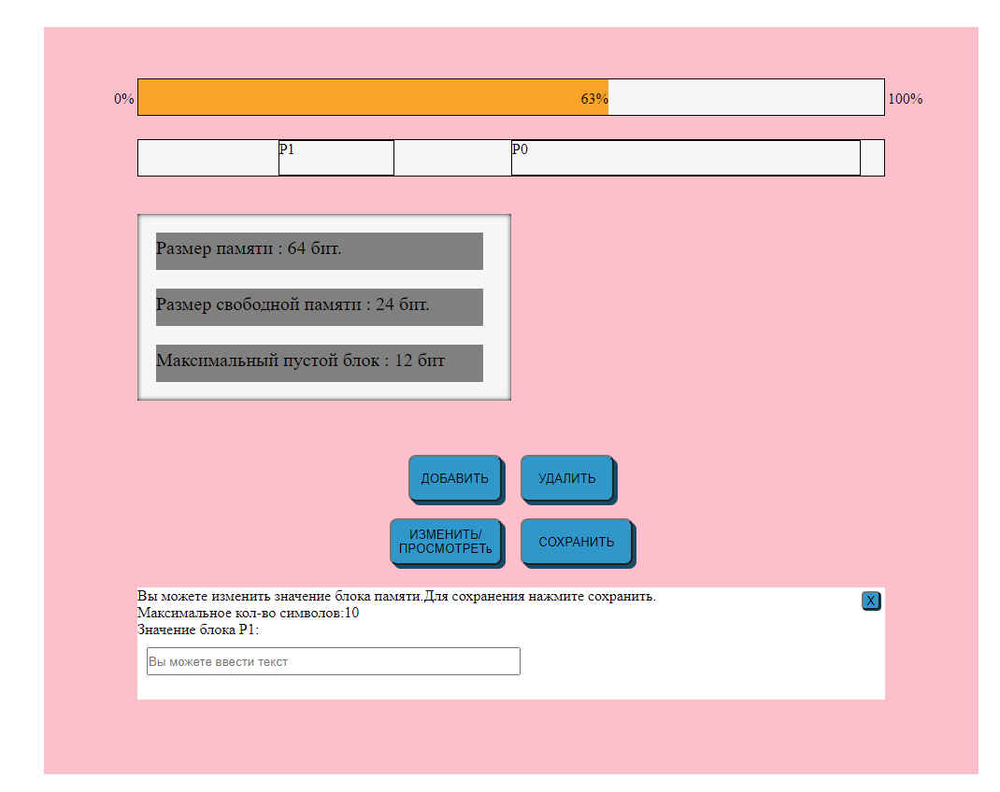 0% 63% 100%
P1 P0
Размер памяти : 64 бит.
Размер свободной памяти : 24 бит.
Максимальный пустой блок : 12 бит
ДОБАВИТЬ УДАЛИТЬ
ИЗМЕНИТЬ/
ПРОСМОТРЕТь СОХРАНИТЬ
Вы можете изменить значение блока памяти.Для сохранения нажмите сохранить. X
Максимальное кол-во символов:10
Значение блока P1:
Вы можете ввести текст